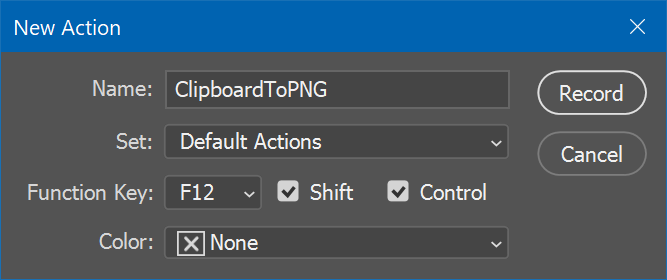 New Action
Name: ClipboardToPNG
Record
Set: Default Actions
Cancel
Function Key: F12 Shift Control
Color: None